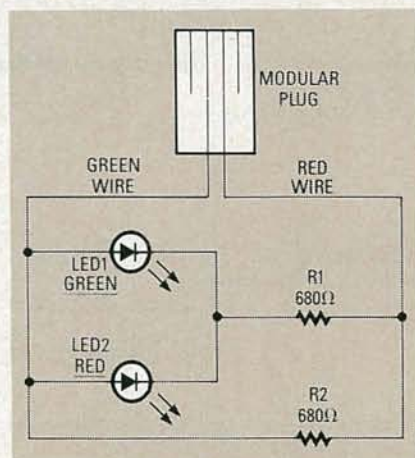 MODULAR
PLUG
GREEN
WIRE
RED
WIRE
LED1
GREEN
R1
680Ω
LED2
RED
R2
680Ω